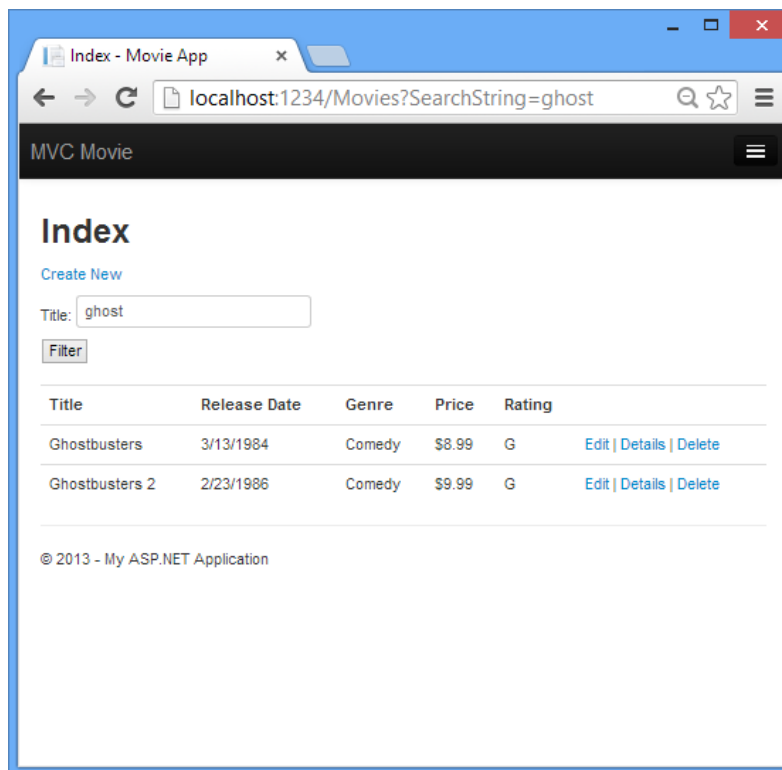 Index - Movie App
localhost:1234/Movies?SearchString=ghost
MVC Movie
Index
Create New
Title: ghost
Filter
Title Release Date Genre Price Rating
Ghostbusters 3/13/1984 Comedy $8.99 G Edit | Details | Delete
Ghostbusters 2 2/23/1986 Comedy $9.99 G Edit | Details | Delete
© 2013 - My ASP.NET Application